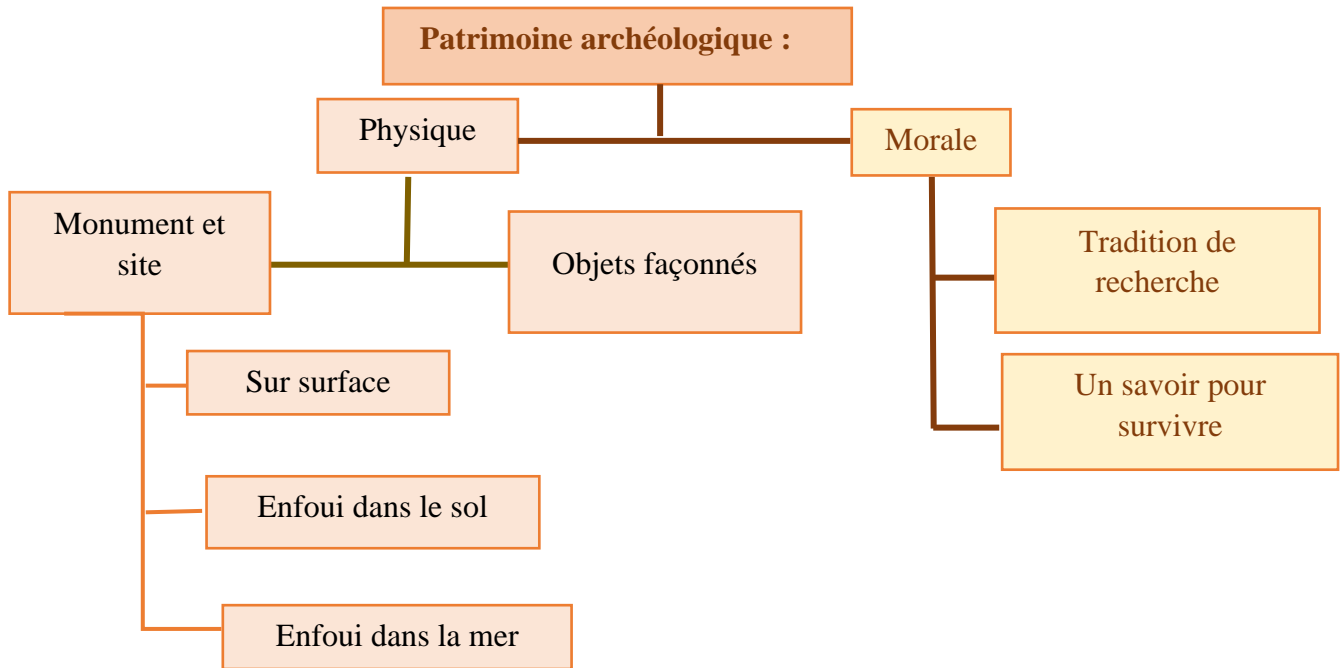 Patrimoine archéologique :
Physique
Morale
Monument et
site
Objets façonnés
Tradition de
recherche
Sur surface
Un savoir pour
survivre
Enfoui dans le sol
Enfoui dans la mer